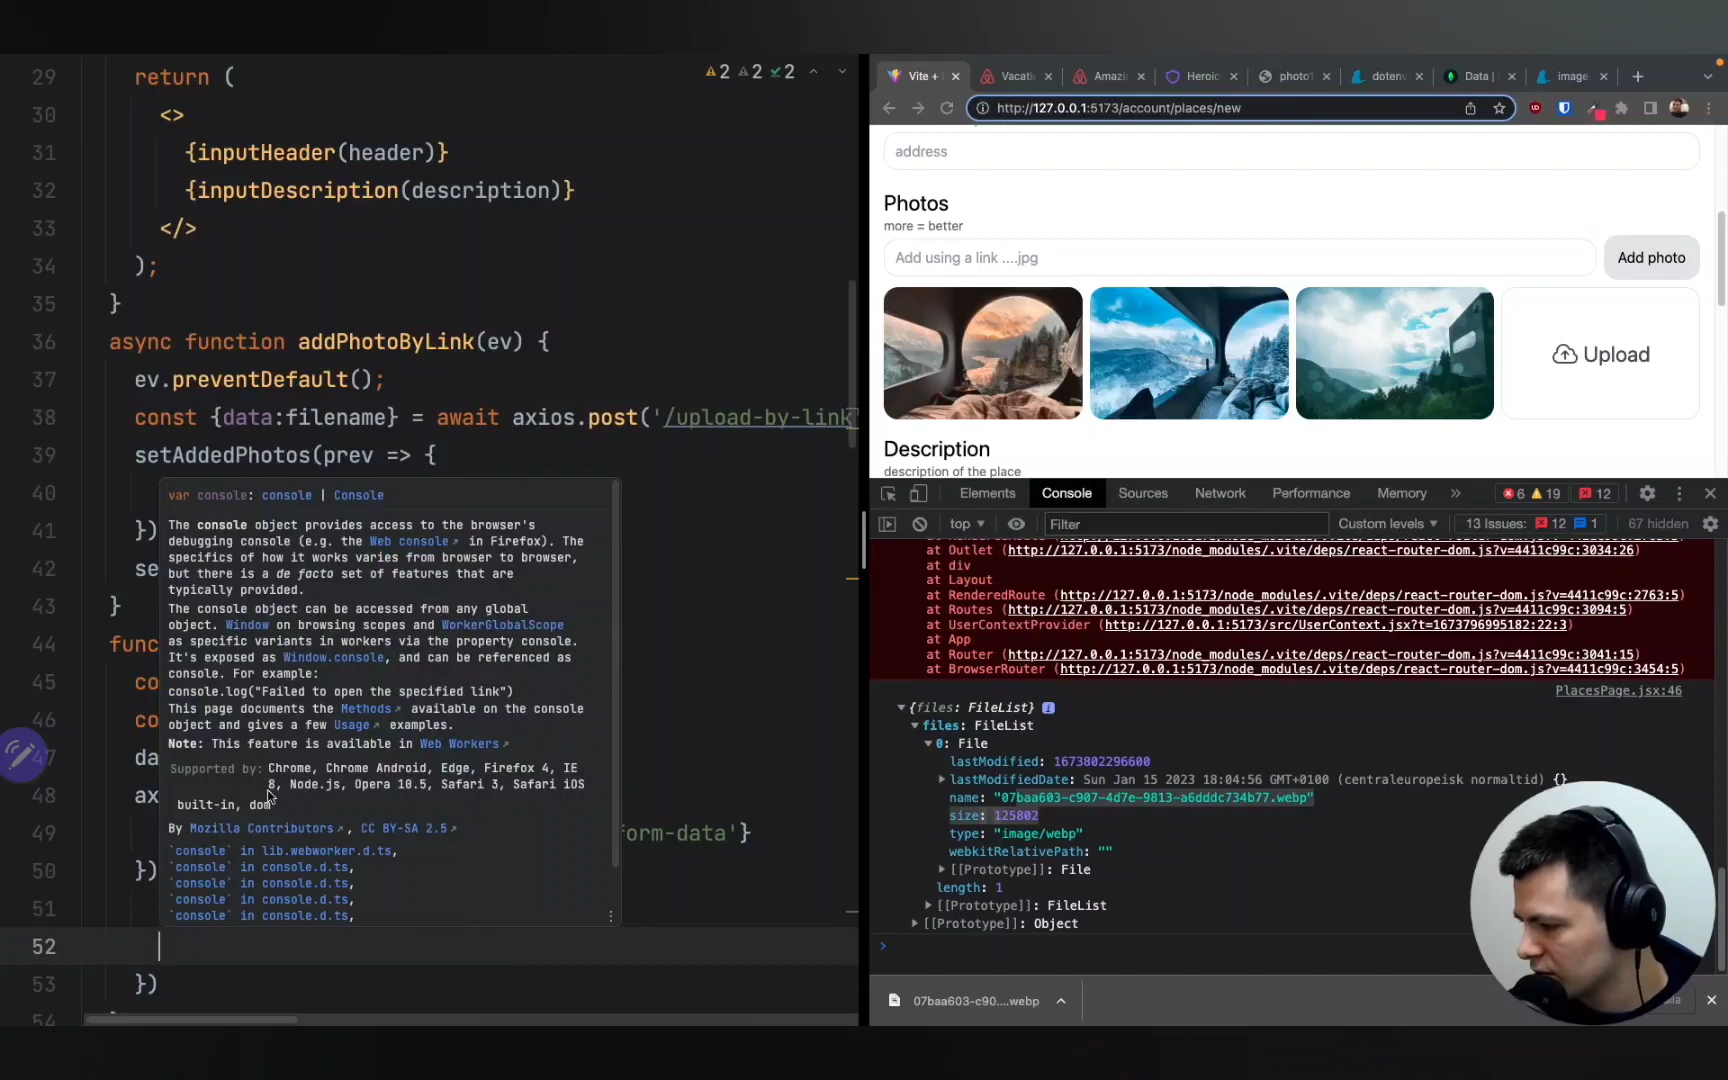 29 return (
30 <>
31 {inputHeader(header)}
32 {inputDescription(description)}
33 </>
34 );
35 }
36 async function addPhotoByLink(ev) {
37 ev.preventDefault();
38 const {data:filename} = await axios.post('/upload-by-link'
39 setAddedPhotos(prev => {
40
41 })
42 se
43 }
44 func
45 co
46 co
47 da
48 ax
49 form-data'}
50 })
51
52
53 })
54
2 2 2
var console: console | Console
The console object provides access to the browser's
debugging console (e.g. the Web console↗ in Firefox). The
specifics of how it works varies from browser to browser,
but there is a de facto set of features that are
typically provided.
The console object can be accessed from any global
object. Window on browsing scopes and WorkerGlobalScope
as specific variants in workers via the property console.
It's exposed as Window.console, and can be referenced as
console. For example:
console.log("Failed to open the specified link")
This page documents the Methods↗ available on the console
object and gives a few Usage↗ examples.
Note: This feature is available in Web Workers↗
Supported by: Chrome, Chrome Android, Edge, Firefox 4, IE
8, Node.js, Opera 10.5, Safari 3, Safari iOS
built-in, dom
By Mozilla Contributors↗, CC BY-SA 2.5↗
`console` in lib.webworker.d.ts,
`console` in console.d.ts,
`console` in console.d.ts,
`console` in console.d.ts,
`console` in console.d.ts,
Vite +
Vacati
Amazin
Heroic
photo1
doten
Data |
image
http://127.0.0.1:5173/account/places/new
address
Photos
more = better
Add using a link ....jpg
Add photo
Upload
Description
description of the place
Elements Console Sources Network Performance Memory » 6 19 12
top Filter Custom levels 13 Issues: 12 1 67 hidden
at Outlet (http://127.0.0.1:5173/node_modules/.vite/deps/react-router-dom.js?v=4411c99c:3034:26)
at div
at Layout
at RenderedRoute (http://127.0.0.1:5173/node_modules/.vite/deps/react-router-dom.js?v=4411c99c:2763:5)
at Routes (http://127.0.0.1:5173/node_modules/.vite/deps/react-router-dom.js?v=4411c99c:3094:5)
at UserContextProvider (http://127.0.0.1:5173/src/UserContext.jsx?t=1673796995182:22:3)
at App
at Router (http://127.0.0.1:5173/node_modules/.vite/deps/react-router-dom.js?v=4411c99c:3041:15)
at BrowserRouter (http://127.0.0.1:5173/node_modules/.vite/deps/react-router-dom.js?v=4411c99c:3454:5)
PlacesPage.jsx:46
{files: FileList} i
files: FileList
0: File
lastModified: 1673802296600
lastModifiedDate: Sun Jan 15 2023 18:04:56 GMT+0100 (centraleuropeisk normaltid) {}
name: "07baa603-c907-4d7e-9813-a6dddc734b77.webp"
size: 125802
type: "image/webp"
webkitRelativePath: ""
[[Prototype]]: File
length: 1
[[Prototype]]: FileList
[[Prototype]]: Object
07baa603-c90....webp